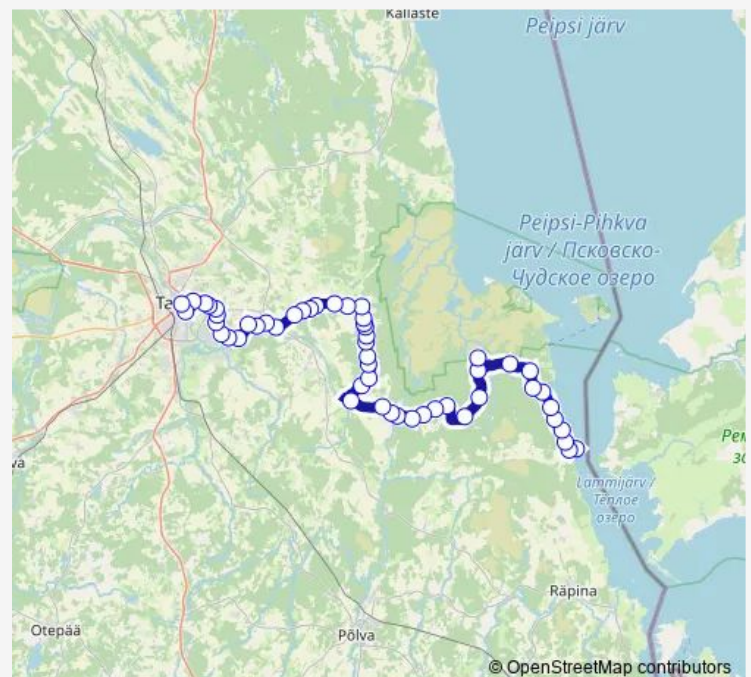 Kallaste
Peipsi järv
Peipsi-Pihkva
järv / Псковско-
Чудское озеро
Ta
Lämmijärv /
Теплое
озеро
Räpina
Otepää
Põlva
© OpenStreetMap contributors